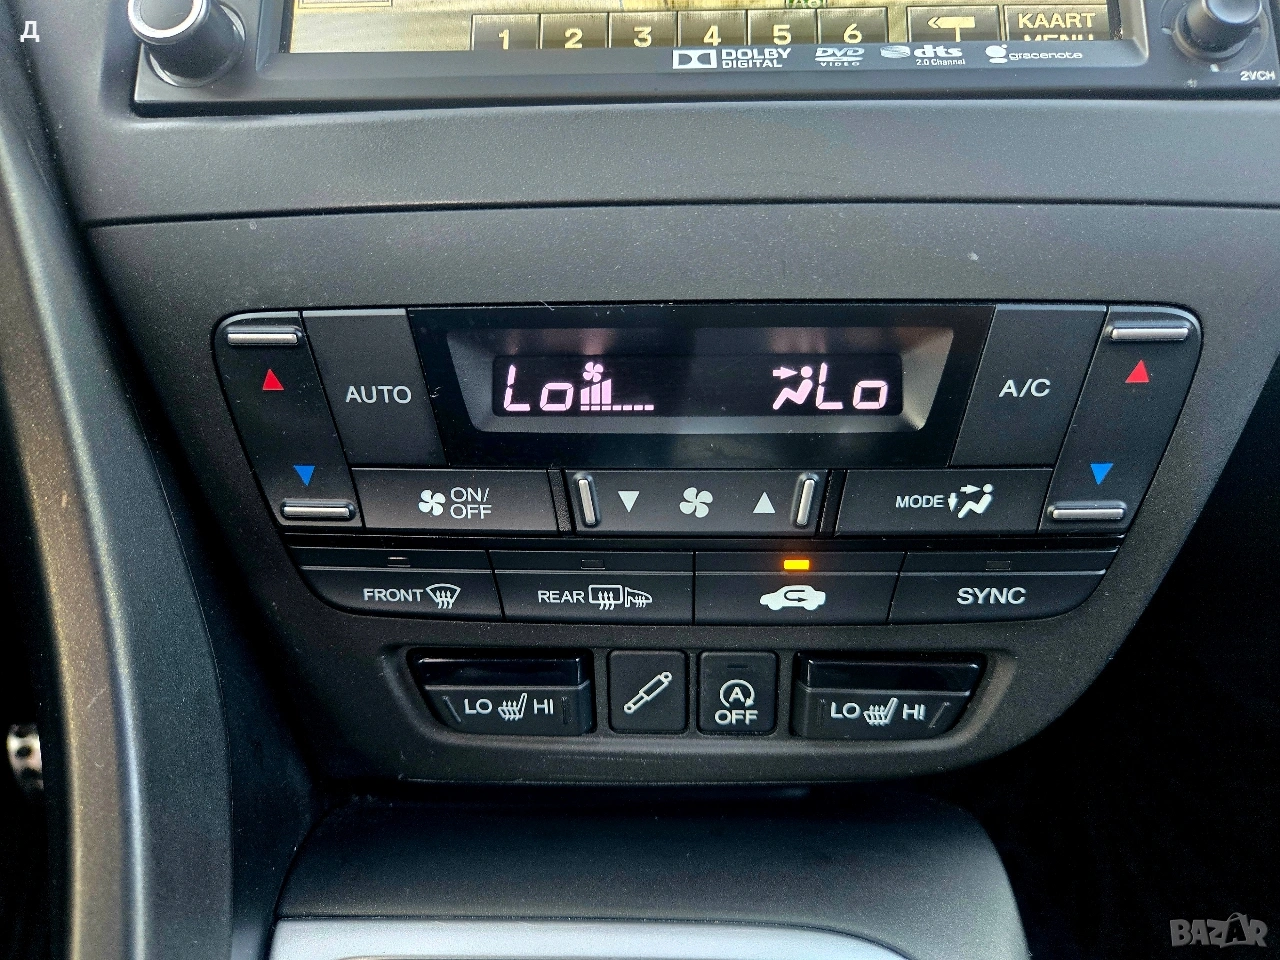 Д
1 2 3 4 5 6 KAART
MENU
DOLBY
DIGITAL
DVD
VIDEO
dts
2.0 Channel
gracenote
2VCH
AUTO
Lo
Lo
A/C
ON/
OFF
MODE
FRONT
REAR
SYNC
LO HI
A
OFF
LO HI
BAZAR